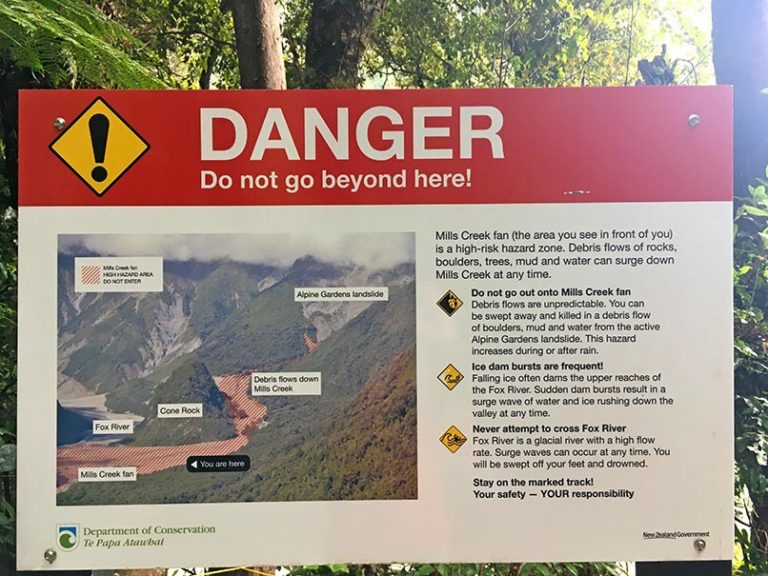 DANGER
Do not go beyond here!
Mills Creek fan
HIGH HAZARD AREA
DO NOT ENTER
Alpine Gardens landslide
Debris flows down
Mills Creek
Cone Rock
Fox River
You are here
Mills Creek fan
Mills Creek fan (the area you see in front of you)
is a high-risk hazard zone. Debris flows of rocks,
boulders, trees, mud and water can surge down
Mills Creek at any time.
Do not go out onto Mills Creek fan
Debris flows are unpredictable. You can
be swept away and killed in a debris flow
of boulders, mud and water from the active
Alpine Gardens landslide. This hazard
increases during or after rain.
Ice dam bursts are frequent!
Falling ice often dams the upper reaches of
the Fox River. Sudden dam bursts result in a
surge wave of water and ice rushing down the
valley at any time.
Never attempt to cross Fox River
Fox River is a glacial river with a high flow
rate. Surge waves can occur at any time. You
will be swept off your feet and drowned.
Stay on the marked track!
Your safety — YOUR responsibility
Department of Conservation
Te Papa Atawhai
New Zealand Government